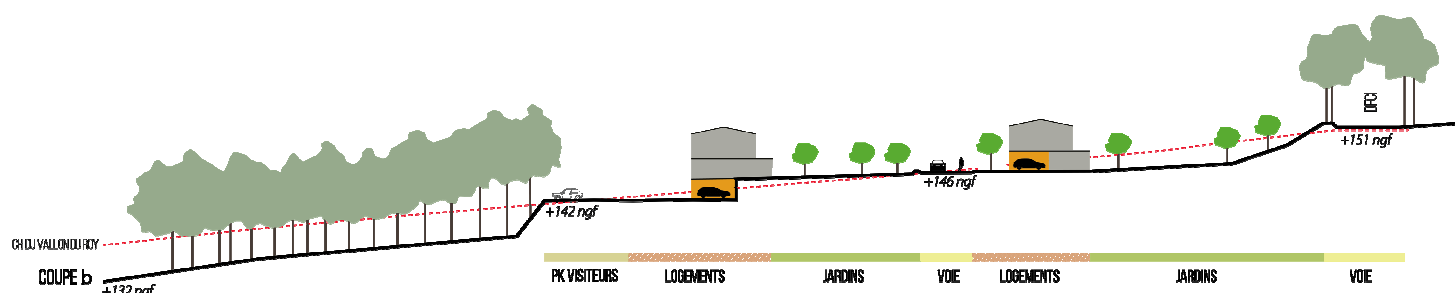 DFCI
+151 ngf
+146 ngf
+142 ngf
CH DU VALLON DU ROY
COUPE b
+132 ngf
PK VISITEURS LOGEMENTS JARDINS VOIE LOGEMENTS JARDINS VOIE